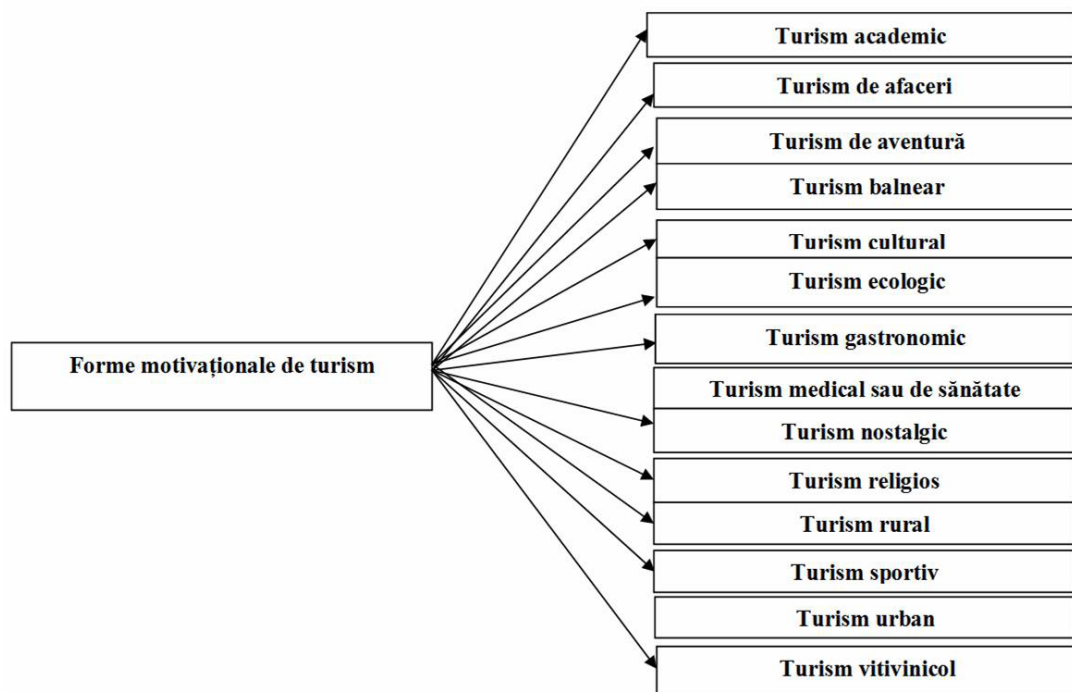 Turism academic
Turism de afaceri
Turism de aventură
Turism balnear
Turism cultural
Turism ecologic
Forme motivaționale de turism
Turism gastronomic
Turism medical sau de sănătate
Turism nostalgic
Turism religios
Turism rural
Turism sportiv
Turism urban
Turism vitivinicol